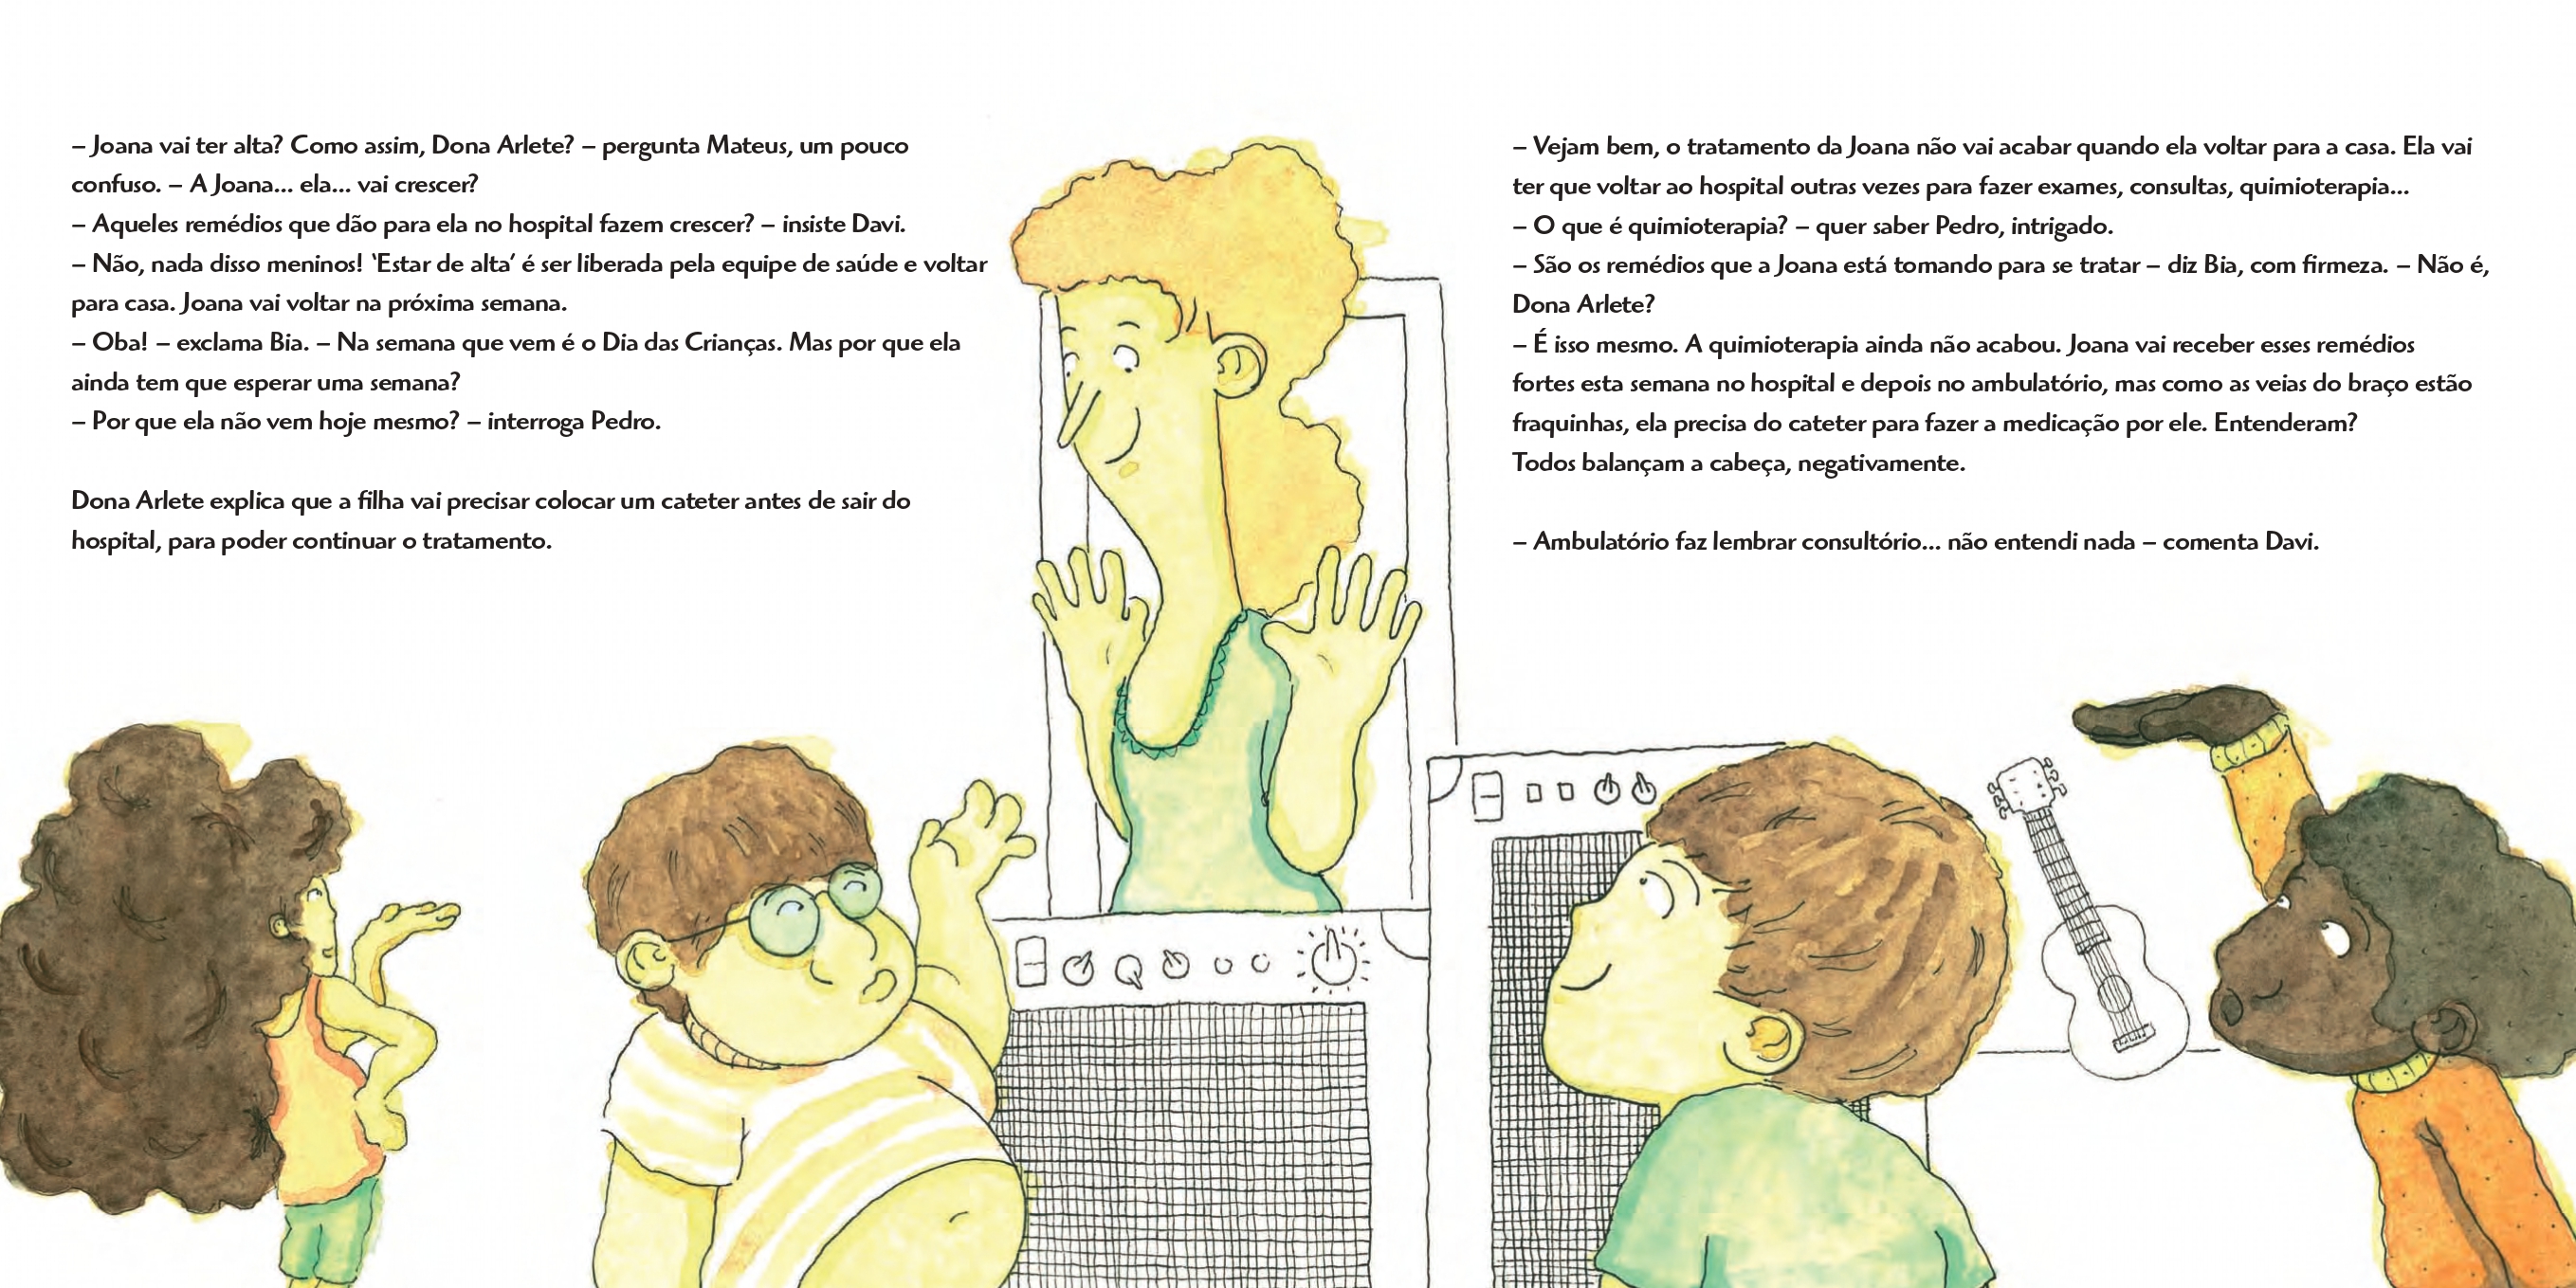 – Joana vai ter alta? Como assim, Dona Arlete? – pergunta Mateus, um pouco
confuso. – A Joana... ela... vai crescer?
– Aqueles remédios que dão para ela no hospital fazem crescer? – insiste Davi.
– Não, nada disso meninos! ‘Estar de alta’ é ser liberada pela equipe de saúde e voltar
para casa. Joana vai voltar na próxima semana.
– Oba! – exclama Bia. – Na semana que vem é o Dia das Crianças. Mas por que ela
ainda tem que esperar uma semana?
– Por que ela não vem hoje mesmo? – interroga Pedro.
Dona Arlete explica que a filha vai precisar colocar um cateter antes de sair do
hospital, para poder continuar o tratamento.
– Vejam bem, o tratamento da Joana não vai acabar quando ela voltar para a casa. Ela vai
ter que voltar ao hospital outras vezes para fazer exames, consultas, quimioterapia...
– O que é quimioterapia? – quer saber Pedro, intrigado.
– São os remédios que a Joana está tomando para se tratar – diz Bia, com firmeza. – Não é,
Dona Arlete?
– É isso mesmo. A quimioterapia ainda não acabou. Joana vai receber esses remédios
fortes esta semana no hospital e depois no ambulatório, mas como as veias do braço estão
fraquinhas, ela precisa do cateter para fazer a medicação por ele. Entenderam?
Todos balançam a cabeça, negativamente.
– Ambulatório faz lembrar consultório... não entendi nada – comenta Davi.